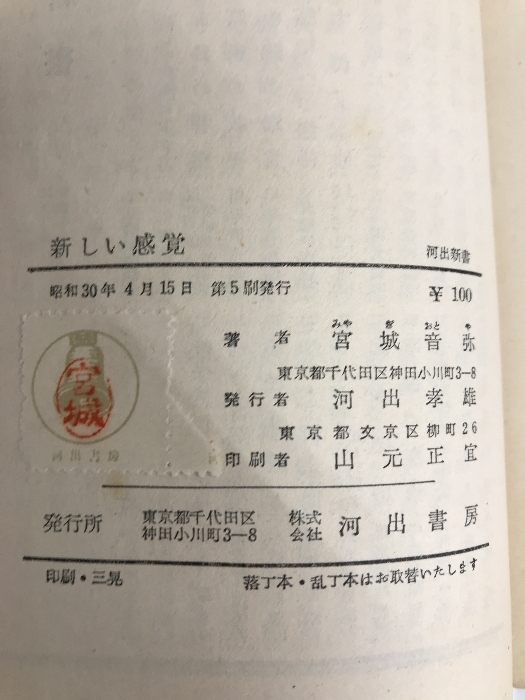 新しい感覚
河出新書
昭和30年4月15日 第5刷発行
¥ 100
みや ぎ おと や
著者 宮城音弥
東京都千代田区神田小川町3—8
発行者 河出孝雄
東京都文京区柳町26
印刷者 山元正宜
宮城
河出書房
発行所 東京都千代田区神田小川町3—8 株式会社 河出書房
印刷・三晃
落丁本・乱丁本はお取替いたします